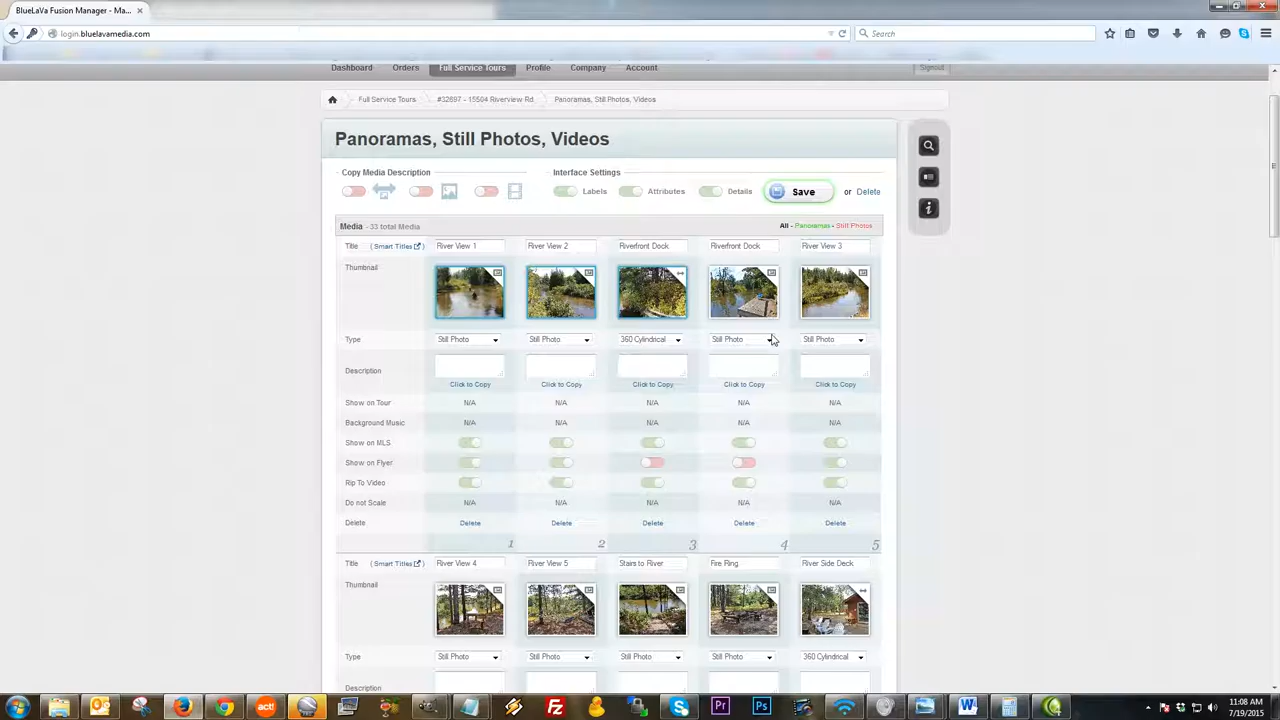 BlueLaVa Fusion Manager - Ma... ×
login.bluelavamedia.com
Search
Dashboard Orders Full Service Tours Profile Company Account Signout
Full Service Tours #32697 - 15504 Riverview Rd Panoramas, Still Photos, Videos
Panoramas, Still Photos, Videos
Copy Media Description Interface Settings
Labels Attributes Details Save or Delete
Media - 33 total Media All - Panoramas - Still Photos
Title ( Smart Titles ) River View 1 River View 2 Riverfront Dock Riverfront Dock River View 3
Thumbnail
Type Still Photo Still Photo 360 Cylindrical Still Photo Still Photo
Description
Click to Copy Click to Copy Click to Copy Click to Copy Click to Copy
Show on Tour N/A N/A N/A N/A N/A
Background Music N/A N/A N/A N/A N/A
Show on MLS
Show on Flyer
Rip To Video
Do not Scale N/A N/A N/A N/A N/A
Delete Delete Delete Delete Delete Delete
1 2 3 4 5
Title ( Smart Titles ) River View 4 River View 5 Stairs to River Fire Ring River Side Deck
Thumbnail
Type Still Photo Still Photo Still Photo Still Photo 360 Cylindrical
Description
act! FZ Pr Ps W
11:08 AM
7/19/2015